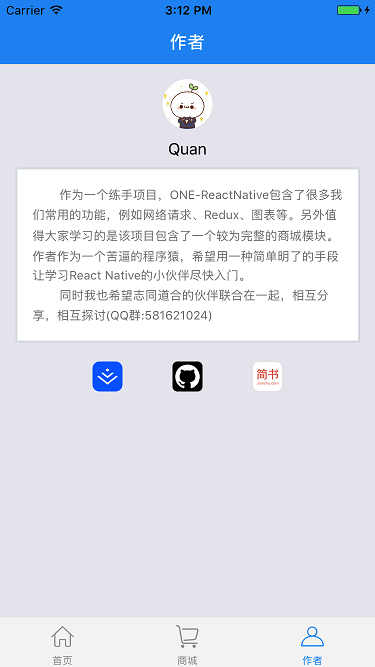 Carrier 3:12 PM
作者
Quan
作为一个练手项目，ONE-ReactNative包含了很多我
们常用的功能，例如网络请求、Redux、图表等。另外值
得大家学习的是该项目包含了一个较为完整的商城模块。
作者作为一个苦逼的程序猿，希望用一种简单明了的手段
让学习React Native的小伙伴尽快入门。
同时我也希望志同道合的伙伴联合在一起，相互分
享，相互探讨(QQ群:581621024)
简书
jianshu.com
首页 商城 作者